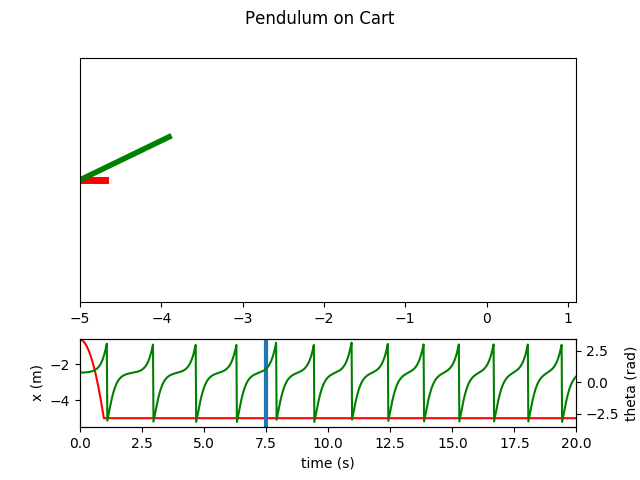 Pendulum on Cart
−5 −4 −3 −2 −1 0 1
x (m)
−2
−4
2.5
0.0
−2.5
theta (rad)
0.0 2.5 5.0 7.5 10.0 12.5 15.0 17.5 20.0
time (s)